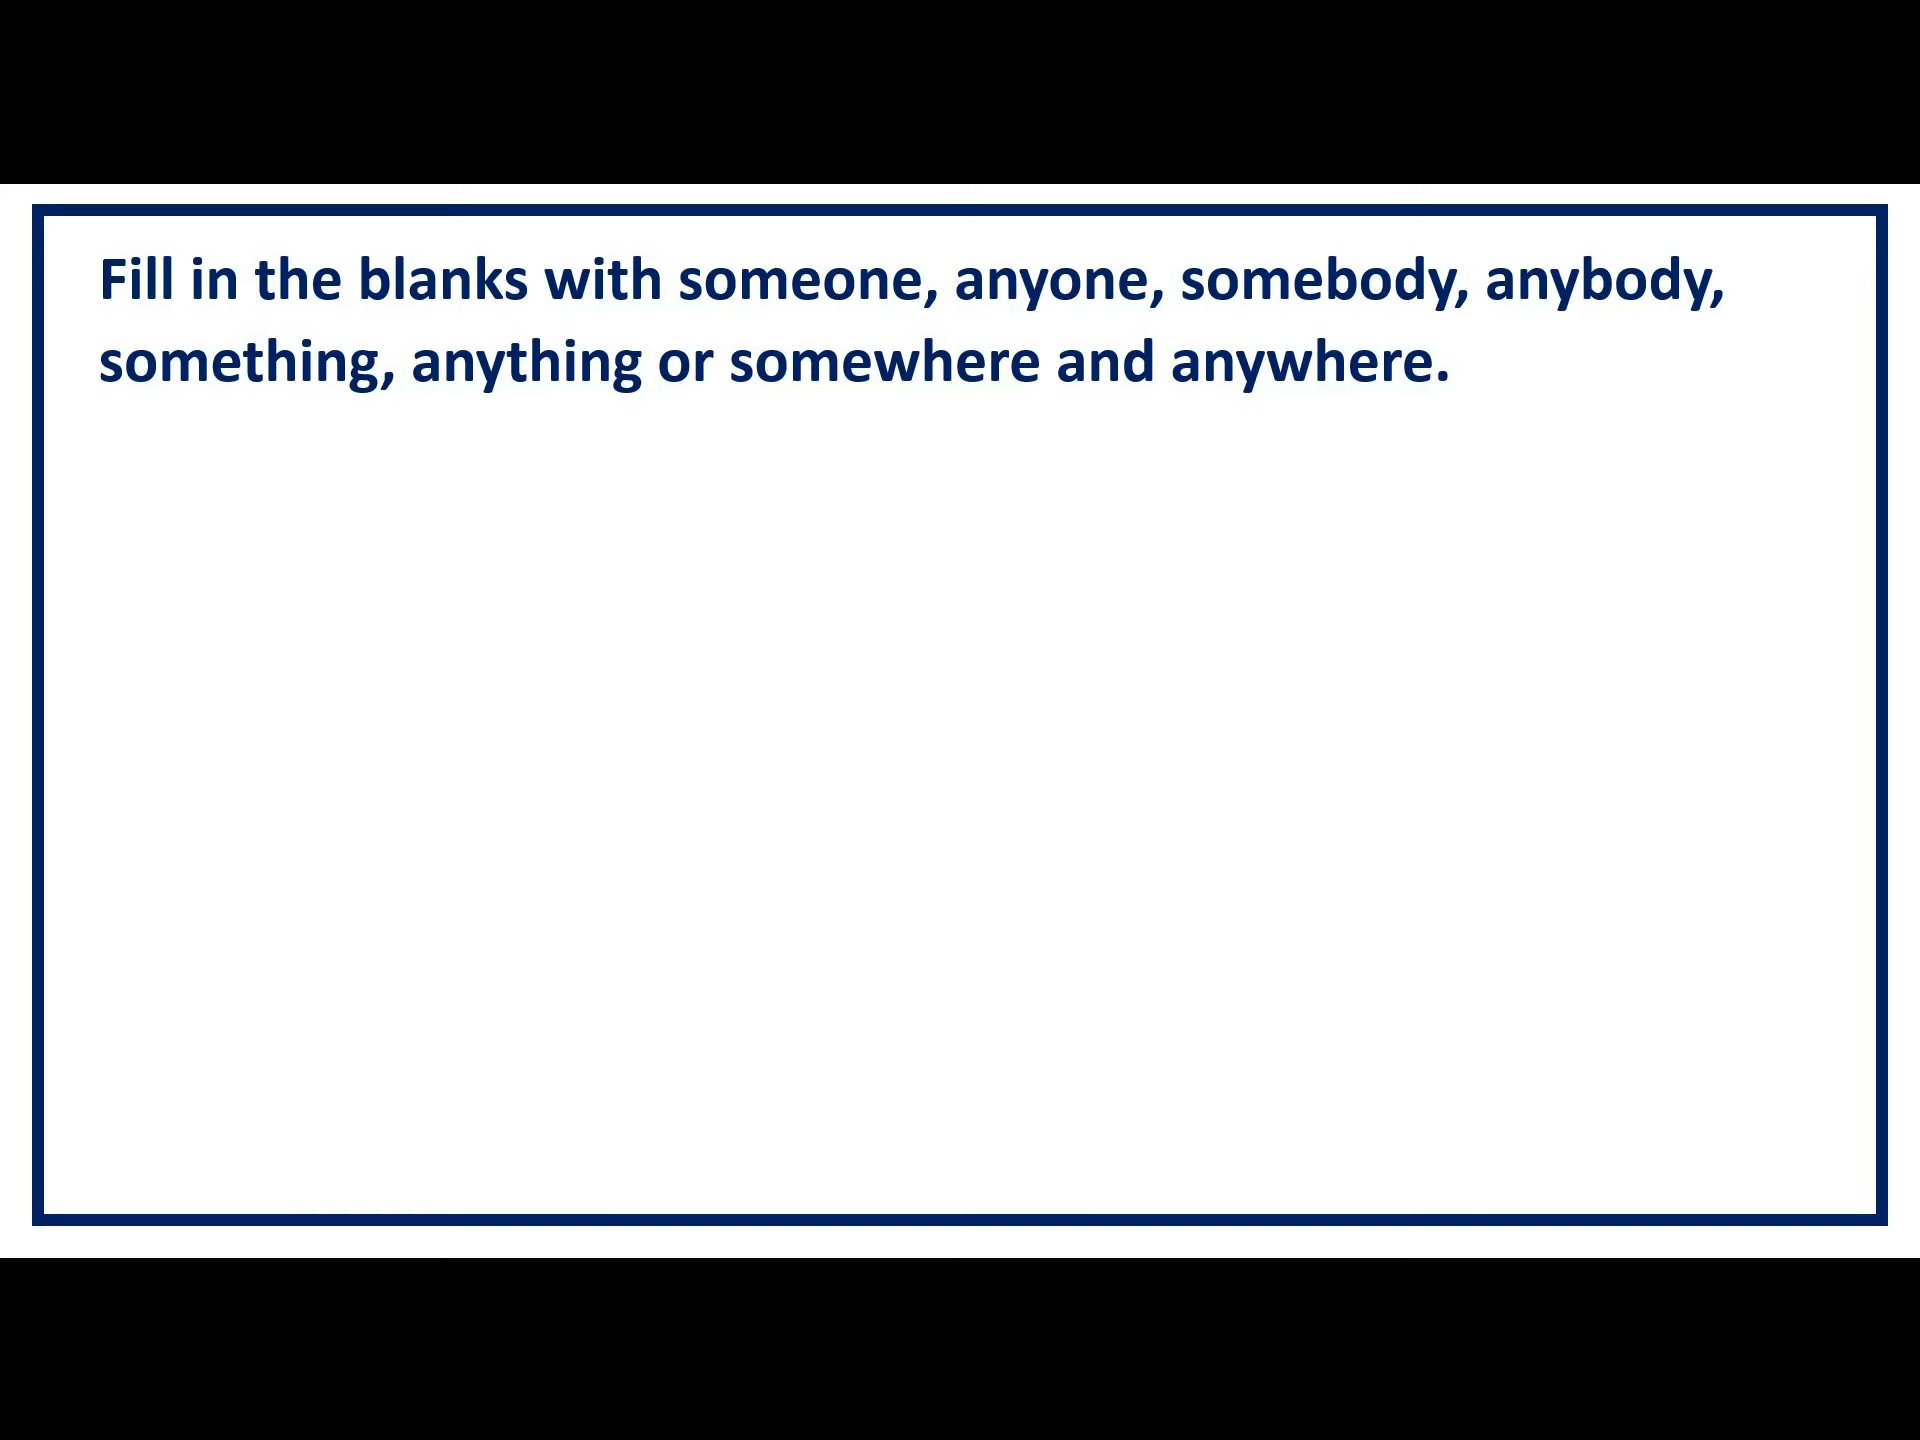 Fill in the blanks with someone, anyone, somebody, anybody,
something, anything or somewhere and anywhere.